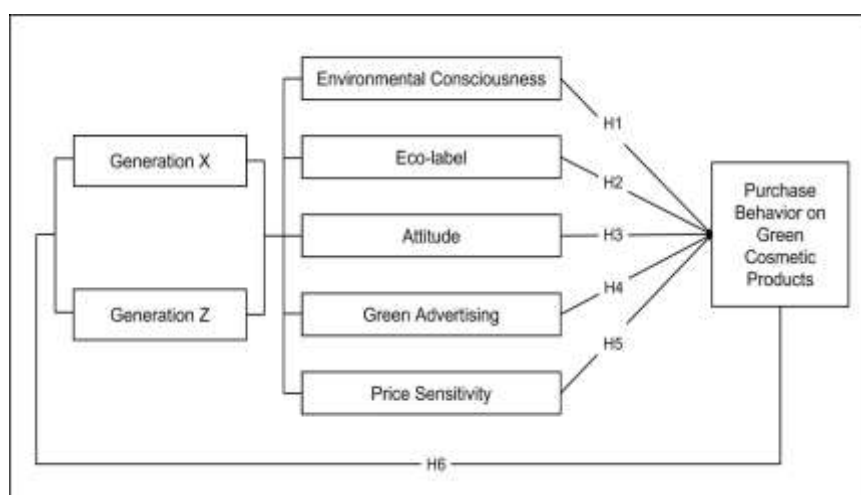 Environmental Consciousness
H1
Generation X
Eco-label
H2
Purchase
Behavior on
Green
Cosmetic
Products
Attitude
H3
Generation Z
Green Advertising
H4
H5
Price Sensitivity
H6